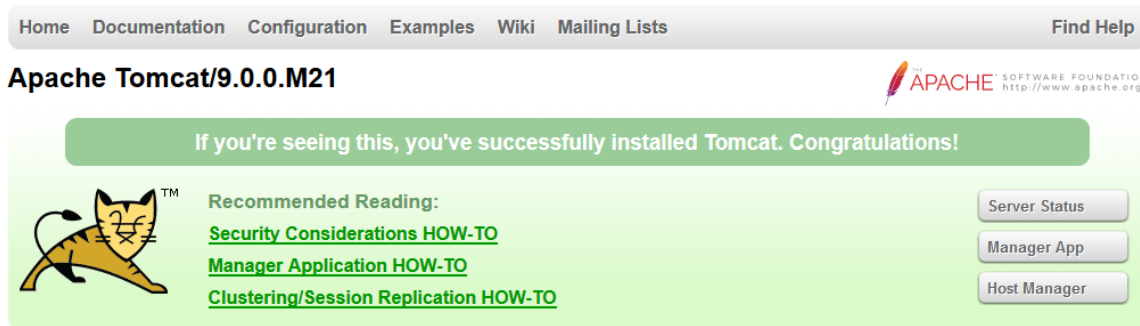 Home Documentation Configuration Examples Wiki Mailing Lists Find Help
Apache Tomcat/9.0.0.M21
THE
APACHE® SOFTWARE FOUNDATIO
http://www.apache.org
If you're seeing this, you've successfully installed Tomcat. Congratulations!
TM
Recommended Reading:
Security Considerations HOW-TO
Manager Application HOW-TO
Clustering/Session Replication HOW-TO
Server Status
Manager App
Host Manager